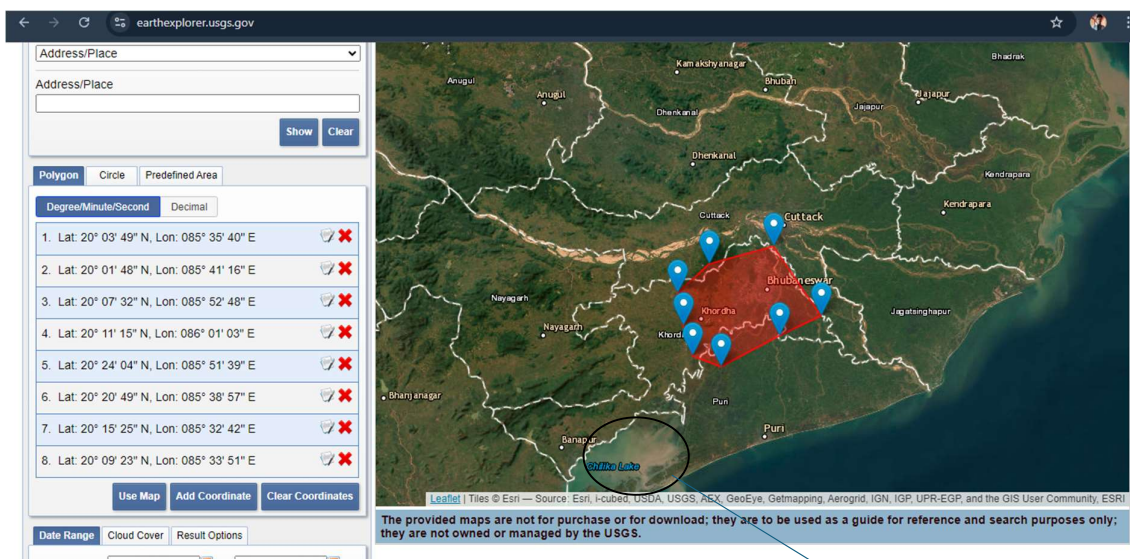 earthexplorer.usgs.gov
Address/Place
Address/Place
Show Clear
Polygon Circle Predefined Area
Degree/Minute/Second Decimal
1. Lat: 20° 03' 49" N, Lon: 085° 35' 40" E
2. Lat: 20° 01' 48" N, Lon: 085° 41' 16" E
3. Lat: 20° 07' 32" N, Lon: 085° 52' 48" E
4. Lat: 20° 11' 15" N, Lon: 086° 01' 03" E
5. Lat: 20° 24' 04" N, Lon: 085° 51' 39" E
6. Lat: 20° 20' 49" N, Lon: 085° 38' 57" E
7. Lat: 20° 15' 25" N, Lon: 085° 32' 42" E
8. Lat: 20° 09' 23" N, Lon: 085° 33' 51" E
Use Map Add Coordinate Clear Coordinates
Date Range Cloud Cover Result Options
Kamakshyanagar
Bhadrak
Anugul
Bhuban
Anugul
Jajapur
Jajapur
Dhenkanal
Dhenkanal
Kendrapara
Kendrapara
Cuttack
Cuttack
Bhubaneswar
Nayagarh
Khordha
Jagatsinghapur
Nayagarh
Bhanjanagar
Puri
Puri
Banapur
Chilika Lake
Leaflet | Tiles © Esri — Source: Esri, i-cubed, USDA, USGS, AEX, GeoEye, Getmapping, Aerogrid, IGN, IGP, UPR-EGP, and the GIS User Community, ESRI
The provided maps are not for purchase or for download; they are to be used as a guide for reference and search purposes only;
they are not owned or managed by the USGS.